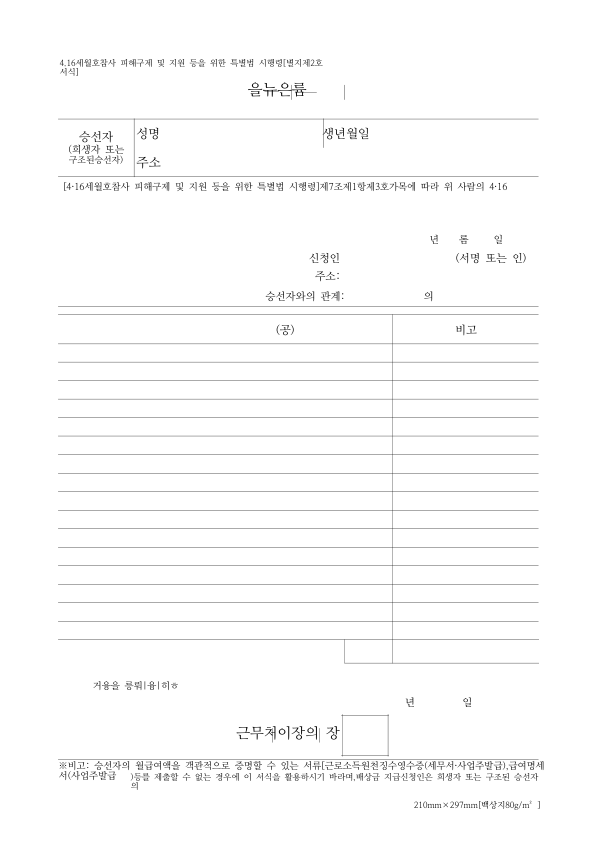 4.16세월호참사 피해구제 및 지원 등을 위한 특별법 시행령[별지제2호
서식]
을뉴은륨
승선자
(희생자 또는
구조된승선자)
성명
생년월일
주소
[4·16세월호참사 피해구제 및 지원 등을 위한 특별법 시행령]제7조제1항제3호가목에 따라 위 사람의 4·16
년 롬 일
신청인 (서명 또는 인)
주소:
승선자와의 관계: 의
(공) 비고
거융을 릉뤄|융|히ㅎ
년 일
근무처이장의 장
※비고: 승선자의 월급여액을 객관적으로 증명할 수 있는 서류[근로소득원천징수영수증(세무서·사업주발급),급여명세
서(사업주발급 )등를 제출할 수 없는 경우에 이 서식을 활용하시기 바라며,배상금 지급신청인은 희생자 또는 구조된 승선자
의
210mm×297mm[백상지80g/㎡ ]